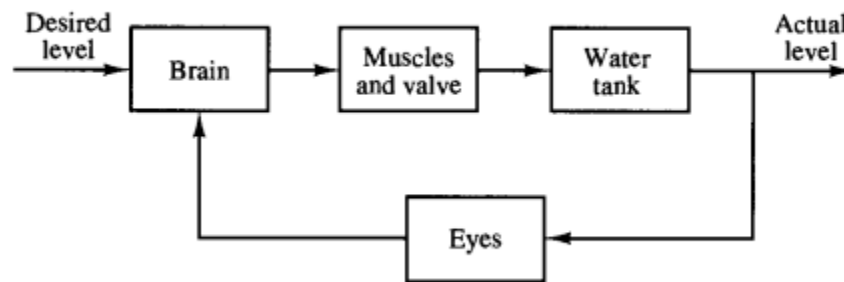 Desired
level
Brain
Muscles
and valve
Water
tank
Actual
level
Eyes